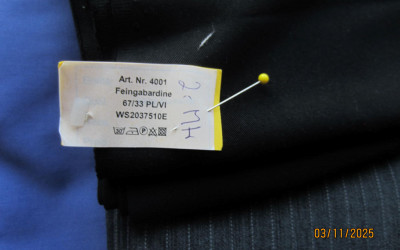 Art. Nr. 4001
Feingabardine
67/33 PL/VI
WS2037510E
03/11/2025